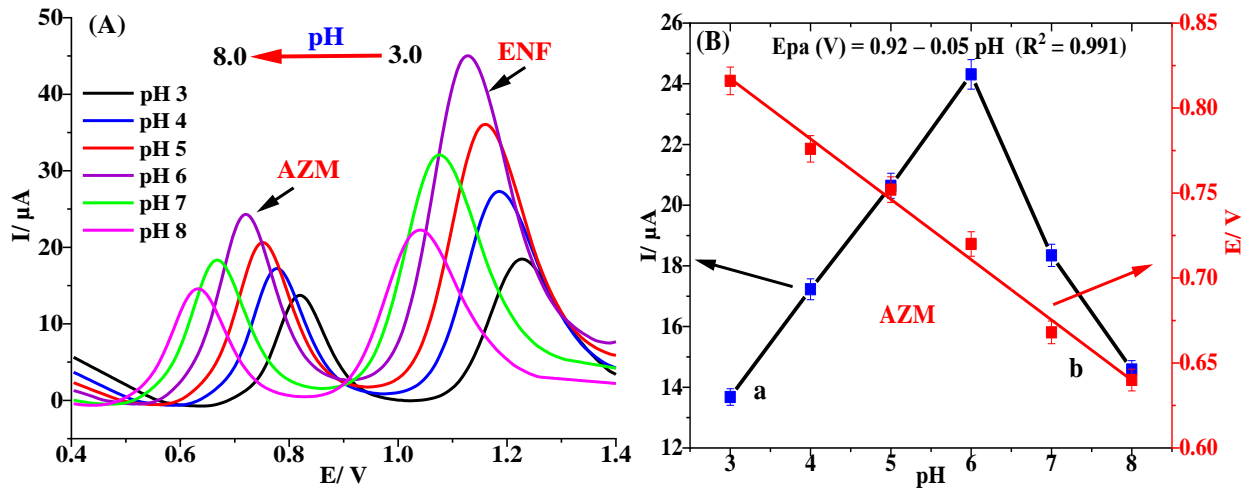 (A)
pH
8.0
3.0
ENF
AZM
pH 3
pH 4
pH 5
pH 6
pH 7
pH 8
I/ µA
50
40
30
20
10
0
0.4
0.6
0.8
1.0
1.2
1.4
E/ V
(B)
Epa (V) = 0.92 – 0.05 pH (R² = 0.991)
I/ µA
26
24
22
20
18
16
14
12
AZM
a
b
3
4
5
6
7
8
pH
0.85
0.80
0.75
0.70
0.65
0.60
E/ V